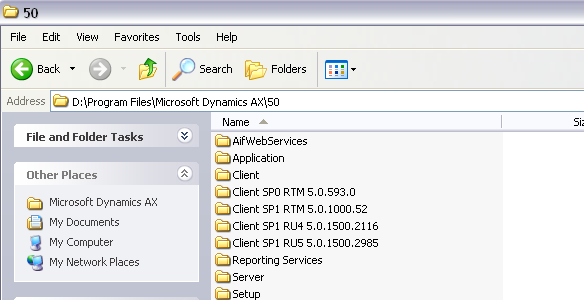 50
File Edit View Favorites Tools Help
Back Search Folders
Address D:\Program Files\Microsoft Dynamics AX\50
File and Folder Tasks
Other Places
Microsoft Dynamics AX
My Documents
My Computer
My Network Places
Name Siz
AifWebServices
Application
Client
Client SP0 RTM 5.0.593.0
Client SP1 RTM 5.0.1000.52
Client SP1 RU4 5.0.1500.2116
Client SP1 RU5 5.0.1500.2985
Reporting Services
Server
Setup